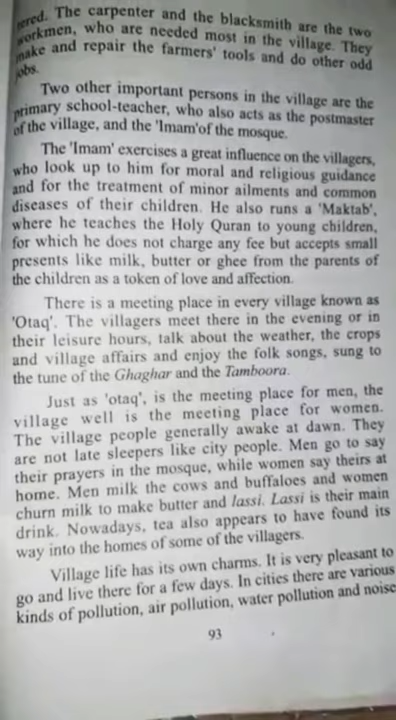 The carpenter and the blacksmith are the two
workmen, who are needed most in the village. They
make and repair the farmers' tools and do other odd
jobs.
Two other important persons in the village are the
primary school-teacher, who also acts as the postmaster
of the village, and the 'Imam'of the mosque.
The 'Imam' exercises a great influence on the villagers,
who look up to him for moral and religious guidance
and for the treatment of minor ailments and common
diseases of their children. He also runs a 'Maktab',
where he teaches the Holy Quran to young children,
for which he does not charge any fee but accepts small
presents like milk, butter or ghee from the parents of
the children as a token of love and affection.
There is a meeting place in every village known as
'Otaq'. The villagers meet there in the evening or in
their leisure hours, talk about the weather, the crops
and village affairs and enjoy the folk songs, sung to
the tune of the Ghaghar and the Tamboora.
Just as 'otaq', is the meeting place for men, the
village well is the meeting place for women.
The village people generally awake at dawn. They
are not late sleepers like city people. Men go to say
their prayers in the mosque, while women say theirs at
home. Men milk the cows and buffaloes and women
churn milk to make butter and lassi. Lassi is their main
drink. Nowadays, tea also appears to have found its
way into the homes of some of the villagers.
Village life has its own charms. It is very pleasant to
go and live there for a few days. In cities there are various
kinds of pollution, air pollution, water pollution and noise
93